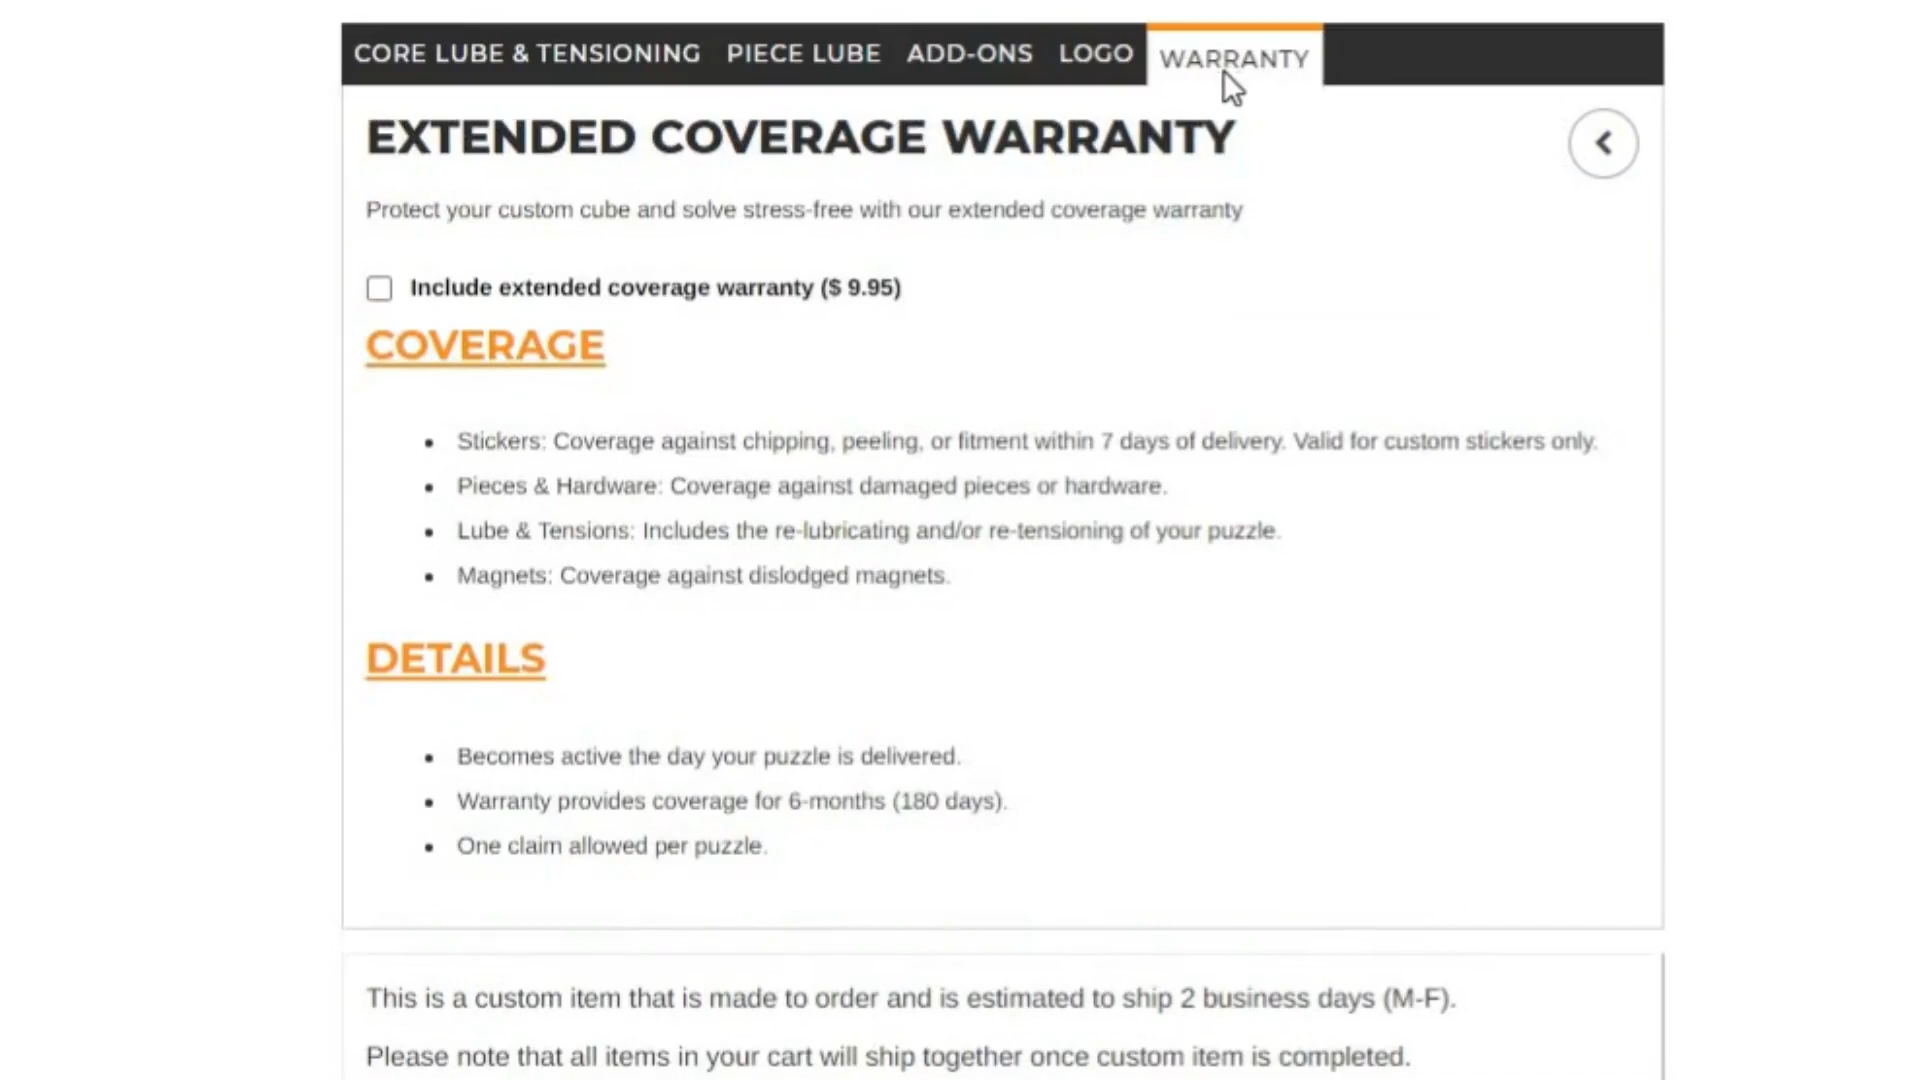 CORE LUBE & TENSIONING PIECE LUBE ADD-ONS LOGO WARRANTY
EXTENDED COVERAGE WARRANTY
Protect your custom cube and solve stress-free with our extended coverage warranty
Include extended coverage warranty ($ 9.95)
COVERAGE
Stickers: Coverage against chipping, peeling, or fitment within 7 days of delivery. Valid for custom stickers only.
Pieces & Hardware: Coverage against damaged pieces or hardware.
Lube & Tensions: Includes the re-lubricating and/or re-tensioning of your puzzle.
Magnets: Coverage against dislodged magnets.
DETAILS
Becomes active the day your puzzle is delivered.
Warranty provides coverage for 6-months (180 days).
One claim allowed per puzzle.
This is a custom item that is made to order and is estimated to ship 2 business days (M-F).
Please note that all items in your cart will ship together once custom item is completed.